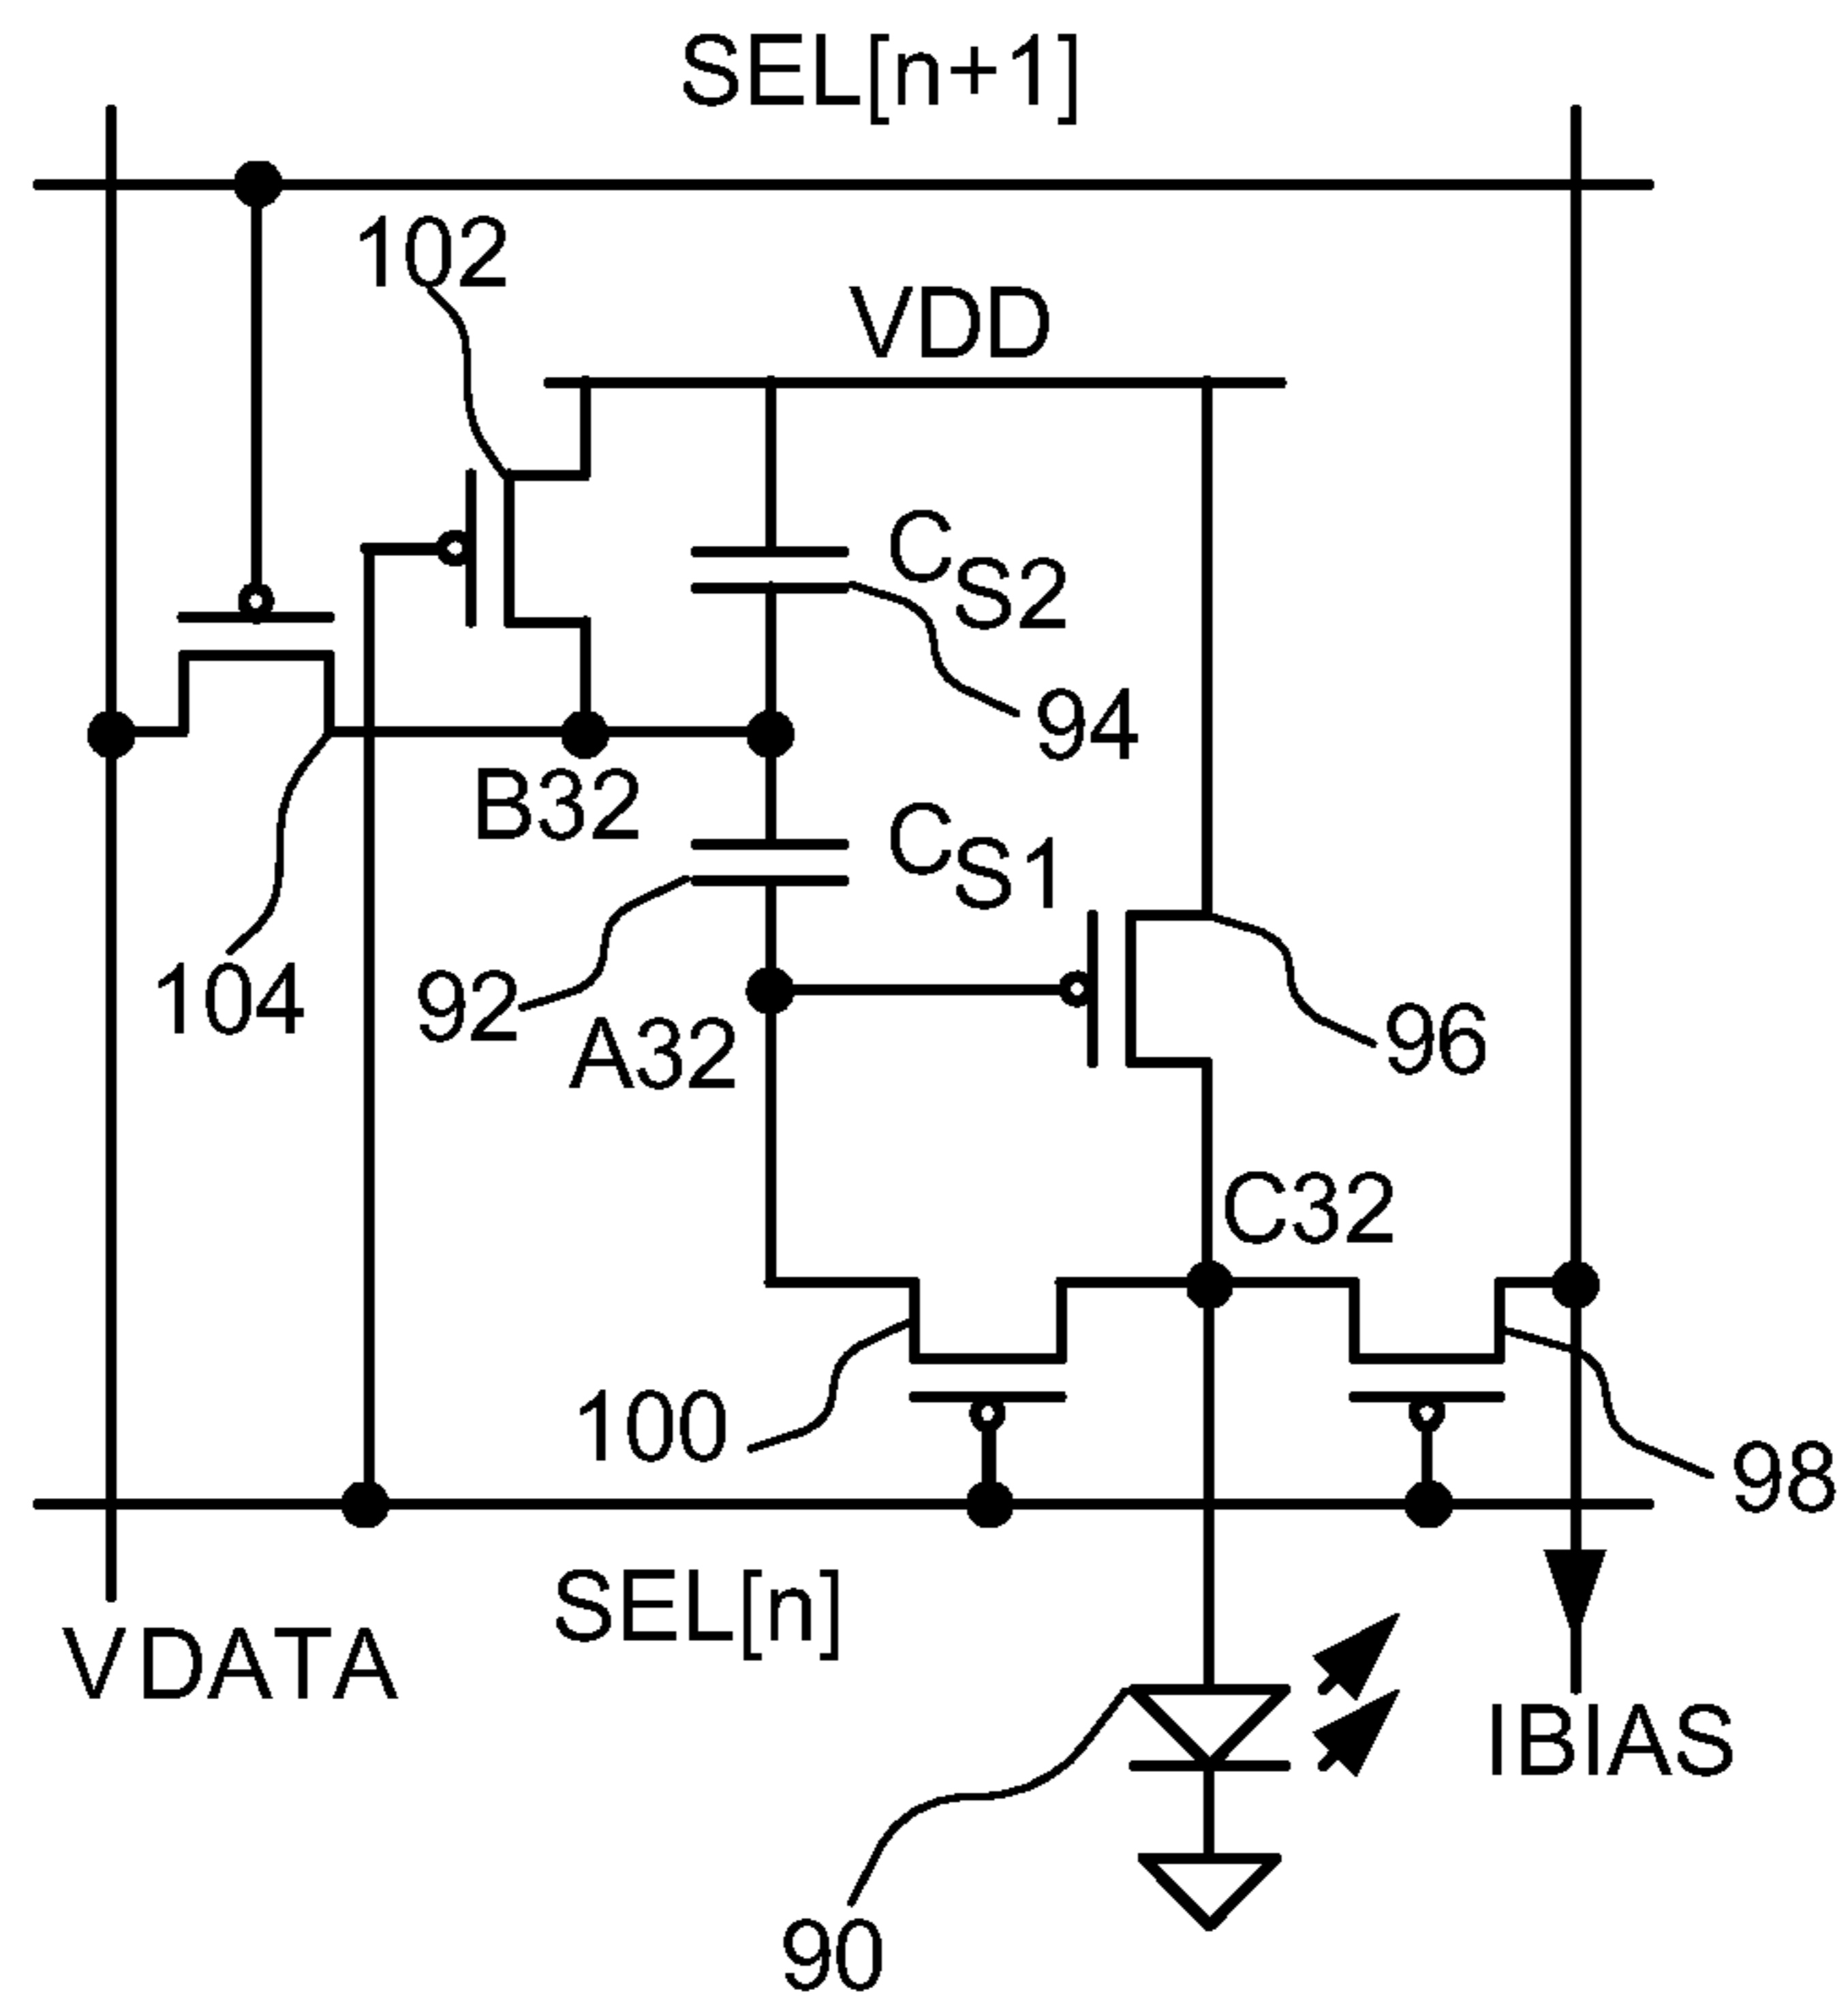 SEL[n+1]
102
VDD
CS2
94
B32
CS1
104
92
A32
96
C32
100
98
SEL[n]
VDATA
IBIAS
90